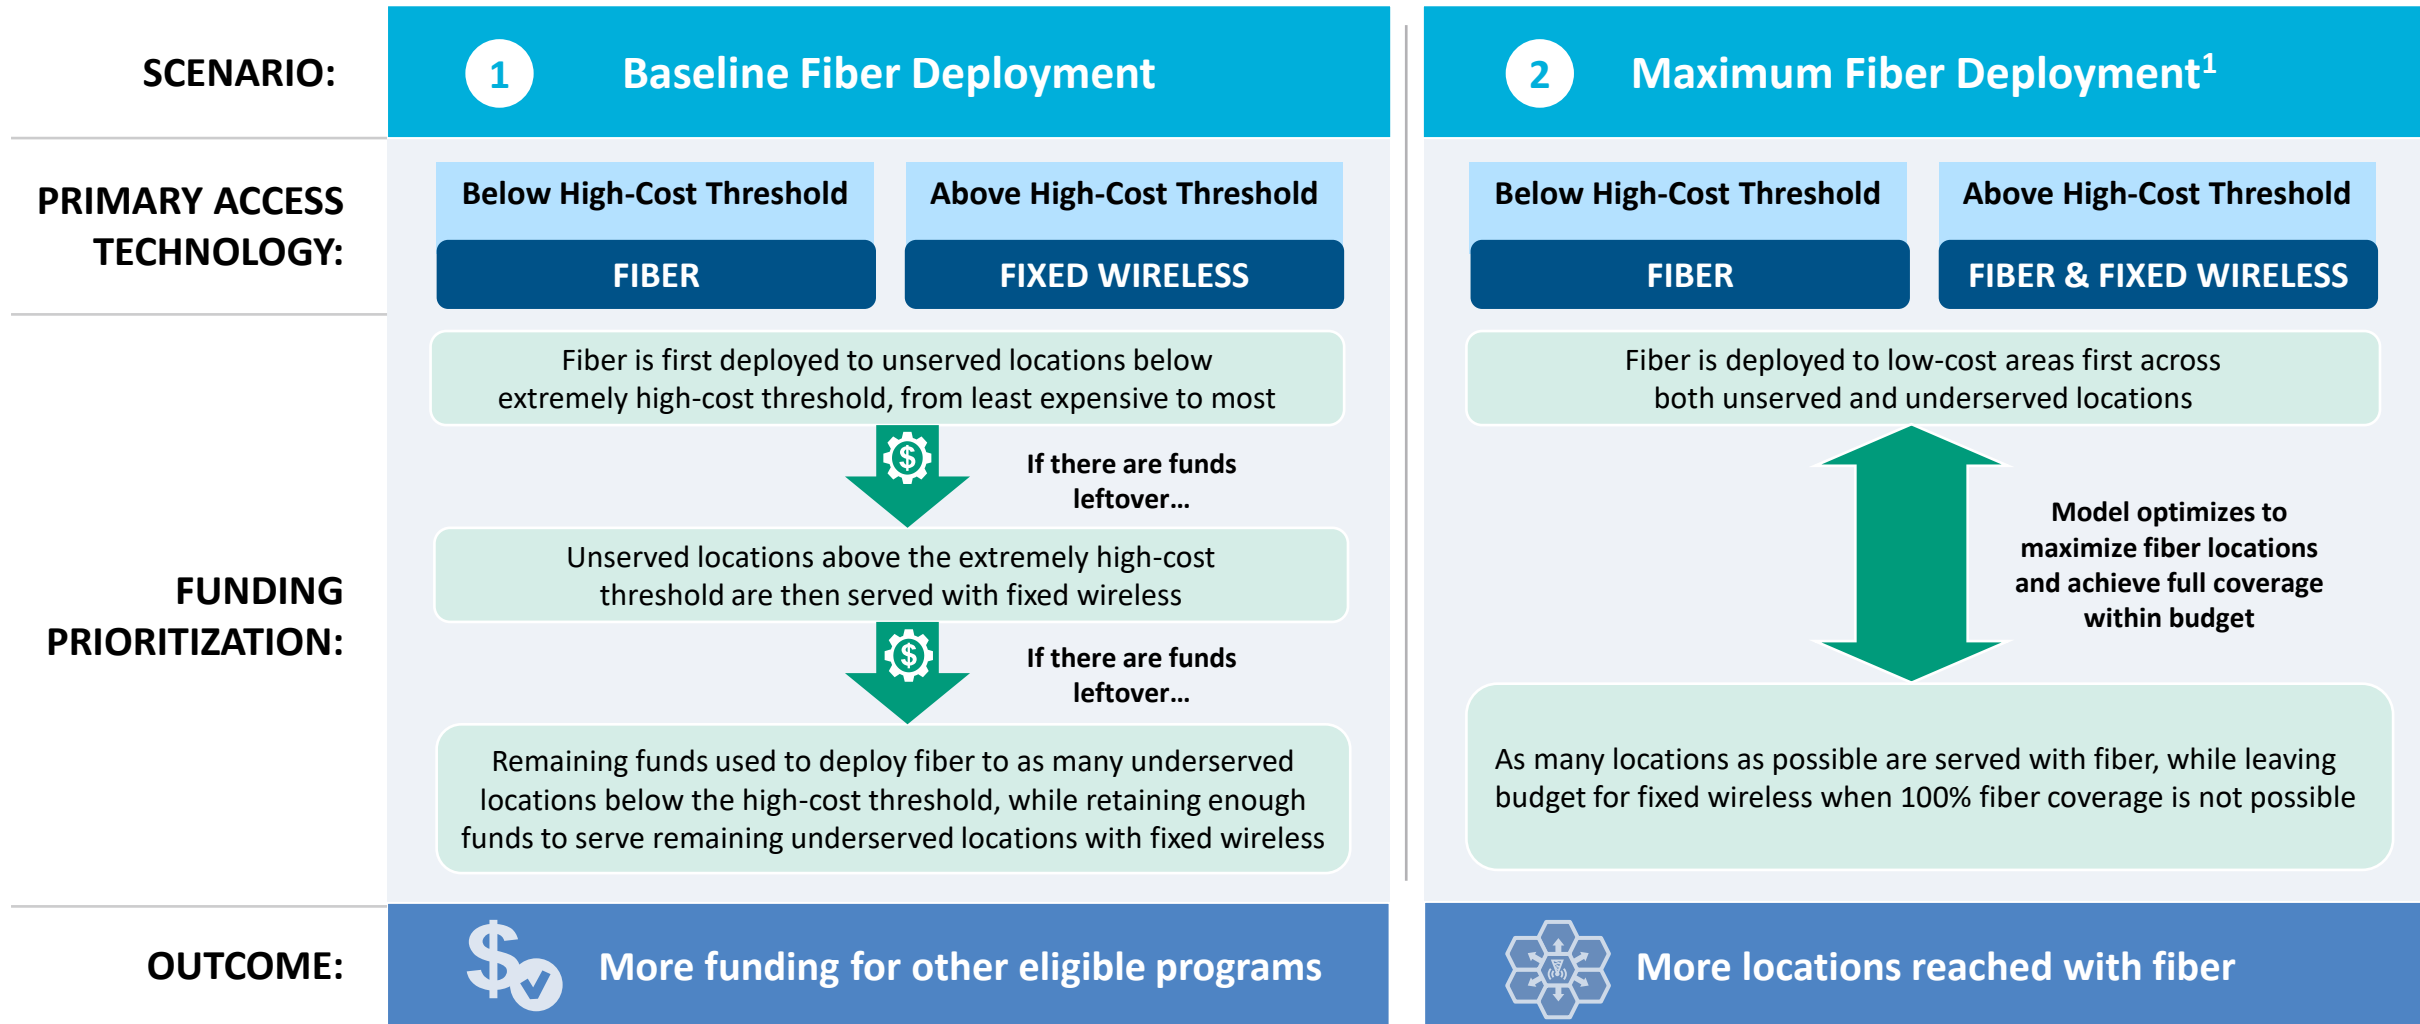 SCENARIO:
1
Baseline Fiber Deployment
2
Maximum Fiber Deployment¹
PRIMARY ACCESS
TECHNOLOGY:
Below High-Cost Threshold
FIBER
Above High-Cost Threshold
FIXED WIRELESS
Below High-Cost Threshold
FIBER
Above High-Cost Threshold
FIBER & FIXED WIRELESS
FUNDING
PRIORITIZATION:
Fiber is first deployed to unserved locations below
extremely high-cost threshold, from least expensive to most
$
If there are funds
leftover…
Unserved locations above the extremely high-cost
threshold are then served with fixed wireless
$
If there are funds
leftover…
Remaining funds used to deploy fiber to as many underserved
locations below the high-cost threshold, while retaining enough
funds to serve remaining underserved locations with fixed wireless
Fiber is deployed to low-cost areas first across
both unserved and underserved locations
Model optimizes to
maximize fiber locations
and achieve full coverage
within budget
As many locations as possible are served with fiber, while leaving
budget for fixed wireless when 100% fiber coverage is not possible
OUTCOME:
$
More funding for other eligible programs
More locations reached with fiber